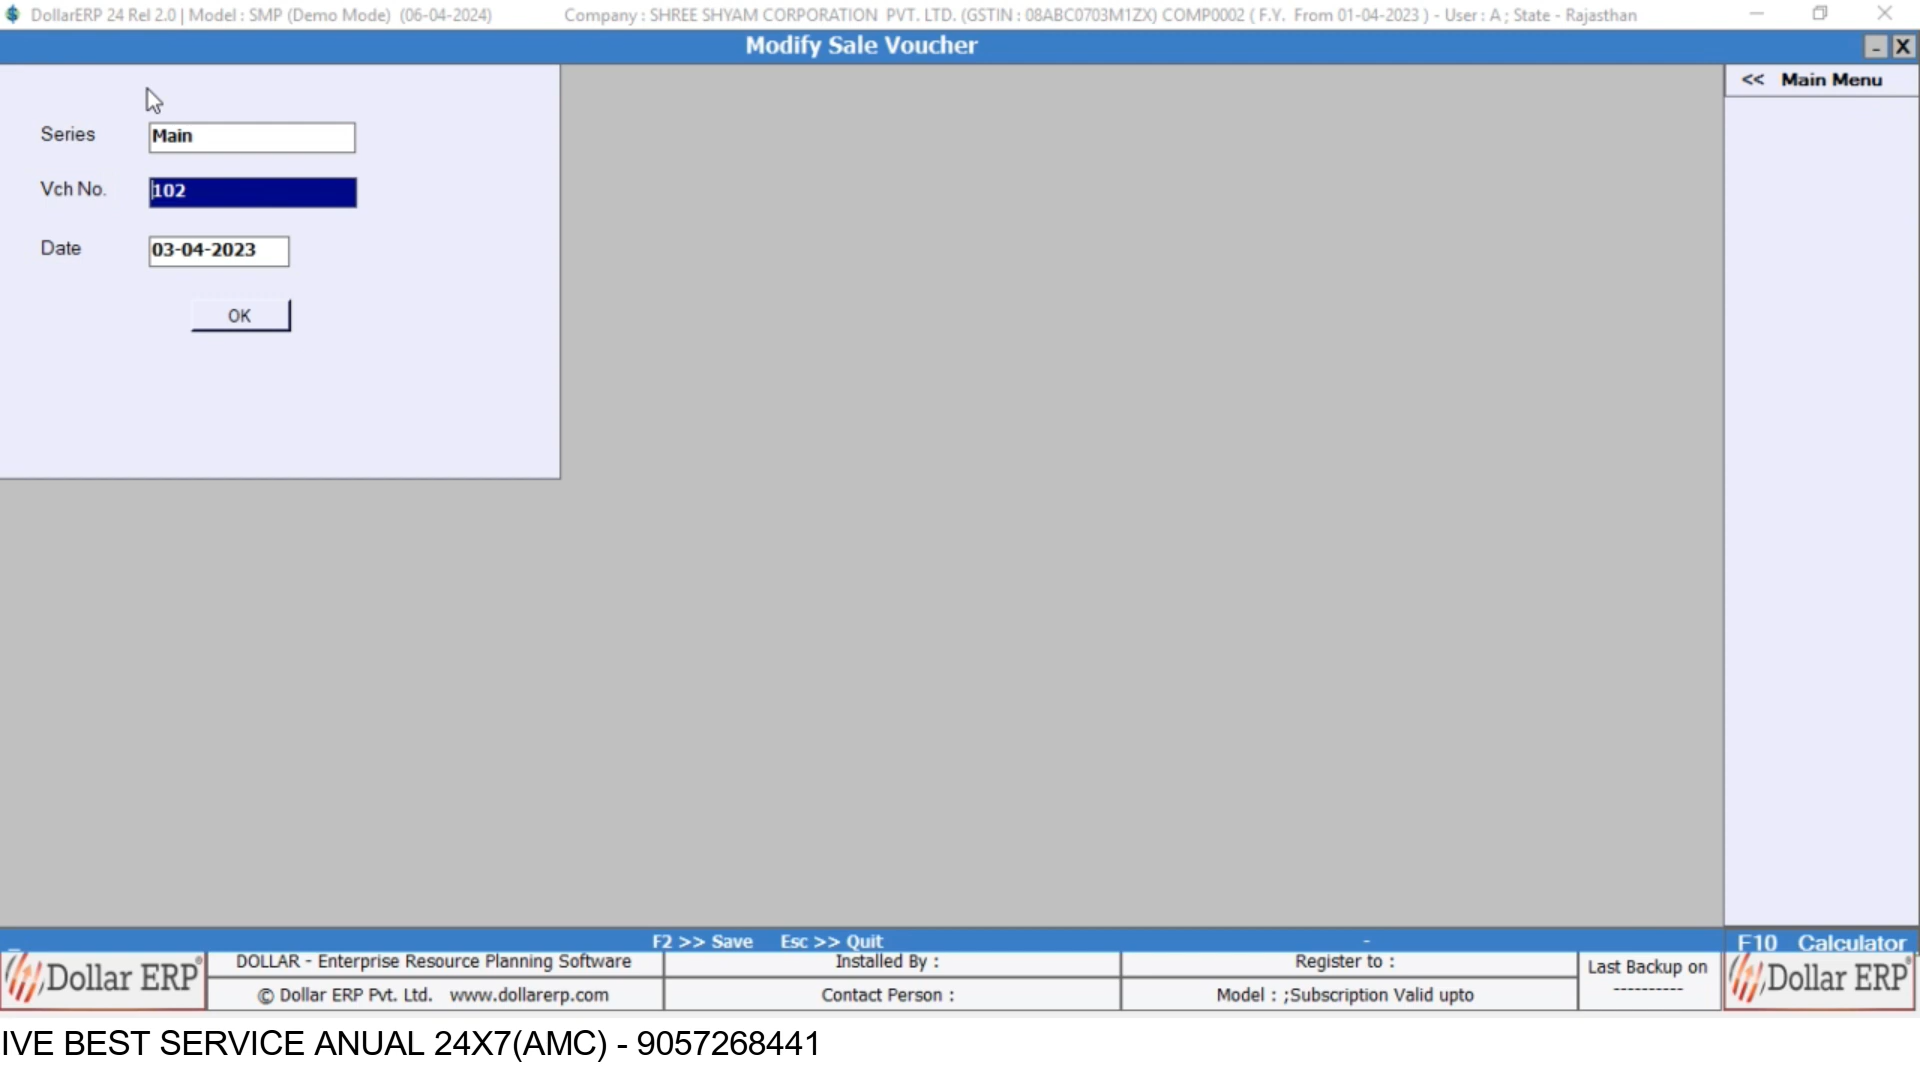 DollarERP 24 Rel 2.0 | Model : SMP (Demo Mode)  (06-04-2024) Company : SHREE SHYAM CORPORATION  PVT. LTD. (GSTIN : 08ABC0703M1ZX) COMP0002 ( F.Y.  From 01-04-2023 ) - User : A ; State - Rajasthan
Modify Sale Voucher
<< Main Menu
Series Main
Vch No. 102
Date 03-04-2023
OK
F2 >> Save Esc >> Quit -
F10 Calculator
Dollar ERP®
DOLLAR - Enterprise Resource Planning Software
© Dollar ERP Pvt. Ltd. www.dollarerp.com
Installed By :
Contact Person :
Register to :
Model : ;Subscription Valid upto
Last Backup on
----------
Dollar ERP®
IVE BEST SERVICE ANUAL 24X7(AMC) - 9057268441